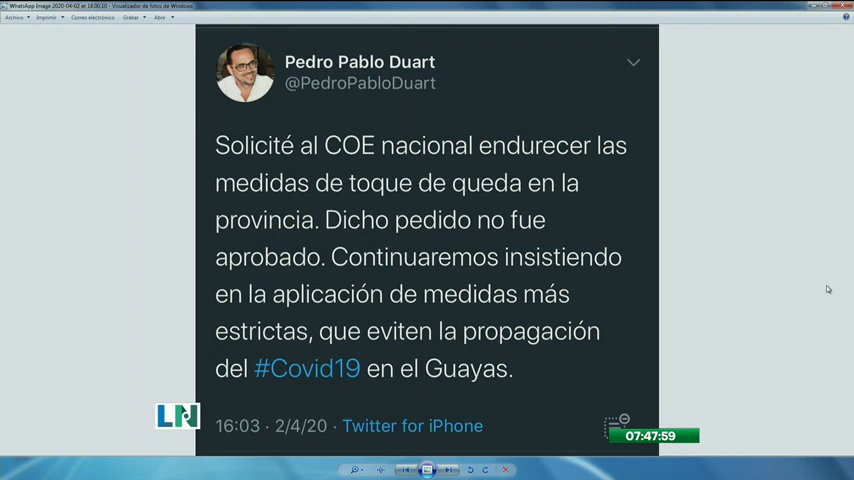 WhatsApp Image 2020-04-02 at 18.00.10 - Visualizador de fotos de Windows
Archivo Imprimir Correo electrónico Grabar Abrir
Pedro Pablo Duart
@PedroPabloDuart
Solicité al COE nacional endurecer las
medidas de toque de queda en la
provincia. Dicho pedido no fue
aprobado. Continuaremos insistiendo
en la aplicación de medidas más
estrictas, que eviten la propagación
del #Covid19 en el Guayas.
LN
16:03 · 2/4/20 · Twitter for iPhone
07:47:59